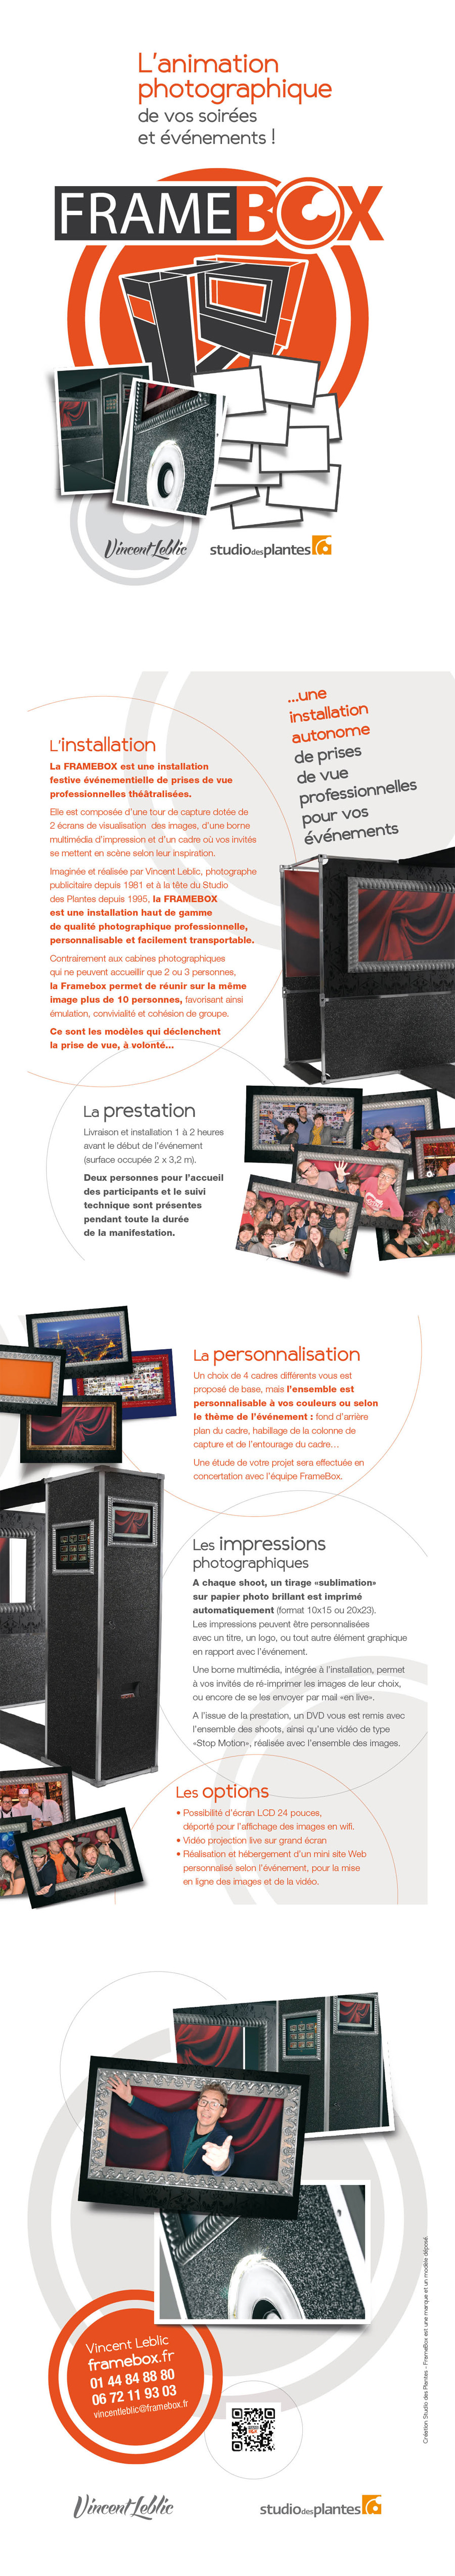 L'animation
photographique
de vos soirées
et événements !
FRAMEBOX
Vincent Leblic
studiodesplantes
...une
installation
autonome
de prises
de vue
professionnelles
pour vos
événements
L'installation
La FRAMEBOX est une installation
festive événementielle de prises de vue
professionnelles théâtralisées.
Elle est composée d'une tour de capture dotée de
2 écrans de visualisation des images, d'une borne
multimédia d'impression et d'un cadre où vos invités
se mettent en scène selon leur inspiration.
Imaginée et réalisée par Vincent Leblic, photographe
publicitaire depuis 1981 et à la tête du Studio
des Plantes depuis 1995, la FRAMEBOX
est une installation haut de gamme
de qualité photographique professionnelle,
personnalisable et facilement transportable.
Contrairement aux cabines photographiques
qui ne peuvent accueillir que 2 ou 3 personnes,
la Framebox permet de réunir sur la même
image plus de 10 personnes, favorisant ainsi
émulation, convivialité et cohésion de groupe.
Ce sont les modèles qui déclenchent
la prise de vue, à volonté...
La prestation
Livraison et installation 1 à 2 heures
avant le début de l'événement
(surface occupée 2 x 3,2 m).
Deux personnes pour l'accueil
des participants et le suivi
technique sont présentes
pendant toute la durée
de la manifestation.
La personnalisation
Un choix de 4 cadres différents vous est
proposé de base, mais l'ensemble est
personnalisable à vos couleurs ou selon
le thème de l'événement : fond d'arrière
plan du cadre, habillage de la colonne de
capture et de l'entourage du cadre...
Une étude de votre projet sera effectuée en
concertation avec l'équipe FrameBox.
Les impressions
photographiques
A chaque shoot, un tirage «sublimation»
sur papier photo brillant est imprimé
automatiquement (format 10x15 ou 20x23).
Les impressions peuvent être personnalisées
avec un titre, un logo, ou tout autre élément graphique
en rapport avec l'événement.
Une borne multimédia, intégrée à l'installation, permet
à vos invités de ré-imprimer les images de leur choix,
ou encore de se les envoyer par mail «en live».
A l'issue de la prestation, un DVD vous est remis avec
l'ensemble des shoots, ainsi qu'une vidéo de type
«Stop Motion», réalisée avec l'ensemble des images.
Les options
• Possibilité d'écran LCD 24 pouces,
déporté pour l'affichage des images en wifi.
• Vidéo projection live sur grand écran
• Réalisation et hébergement d'un mini site Web
personnalisé selon l'événement, pour la mise
en ligne des images et de la vidéo.
Vincent Leblic
framebox.fr
01 44 84 88 80
06 72 11 93 03
vincentleblic@framebox.fr
Création Studio des Plantes - FrameBox est une marque et un modèle déposé.
Vincent Leblic
studiodesplantes